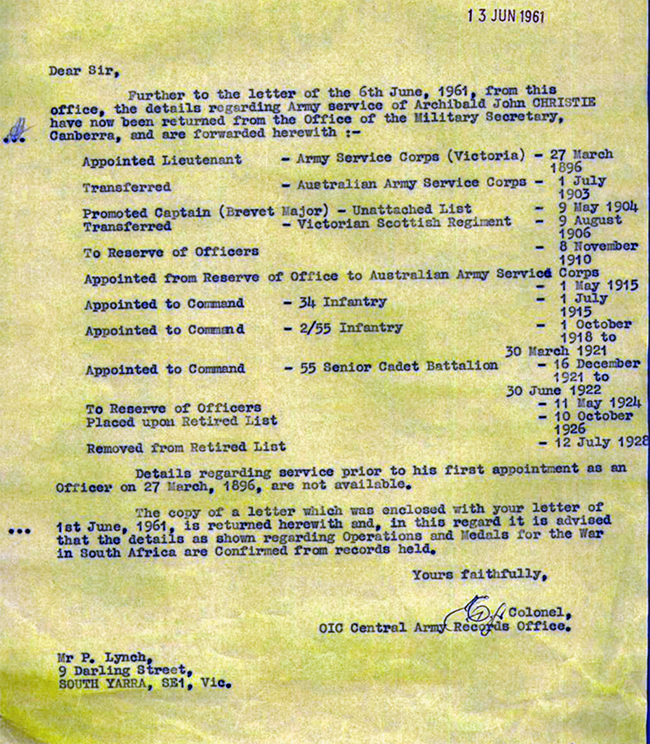 13 JUN 1961
Dear Sir,
Further to the letter of the 6th June, 1961, from this
office, the details regarding Army service of Archibald John CHRISTIE
have now been returned from the Office of the Military Secretary,
... Canberra, and are forwarded herewith :-
Appointed Lieutenant - Army Service Corps (Victoria) - 27 March
1896
Transferred - Australian Army Service Corps - 1 July
1903
Promoted Captain (Brevet Major) - Unattached List - 9 May 1904
Transferred - Victorian Scottish Regiment - 9 August
1906
To Reserve of Officers - 8 November
1910
Appointed from Reserve of Office to Australian Army Service Corps
- 1 May 1915
Appointed to Command - 34 Infantry - 1 July
1915
Appointed to Command - 2/55 Infantry - 1 October
1918 to
30 March 1921
Appointed to Command - 55 Senior Cadet Battalion - 16 December
1921 to
30 June 1922
To Reserve of Officers - 11 May 1924
Placed upon Retired List - 10 October
1926
Removed from Retired List - 12 July 1928
Details regarding service prior to his first appointment as an
Officer on 27 March, 1896, are not available.
The copy of a letter which was enclosed with your letter of
... 1st June, 1961, is returned herewith and, in this regard it is advised
that the details as shown regarding Operations and Medals for the War
in South Africa are Confirmed from records held.
Yours faithfully,
Colonel,
OIC Central Army Records Office.
Mr P. Lynch,
9 Darling Street,
SOUTH YARRA, SE1, Vic.